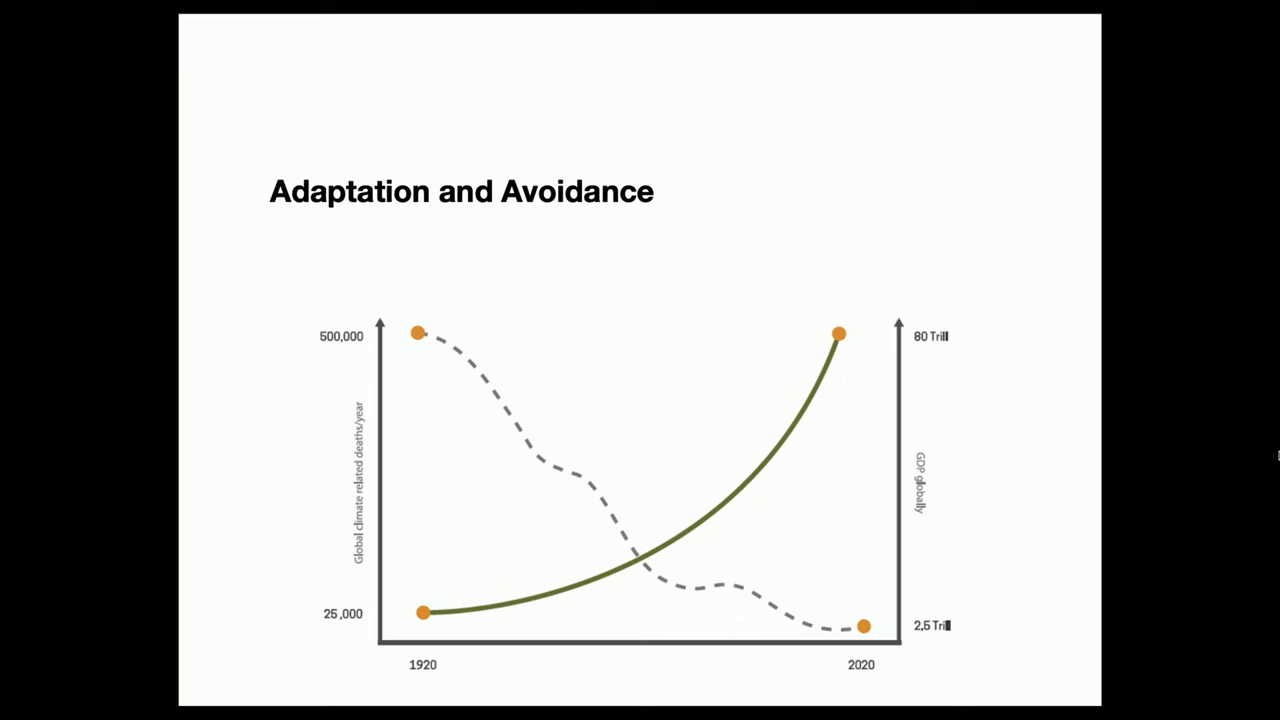 Adaptation and Avoidance
500,000
80 Trill
Global climate related deaths/year
GDP globally
25,000
2,5 Trill
1920
2020